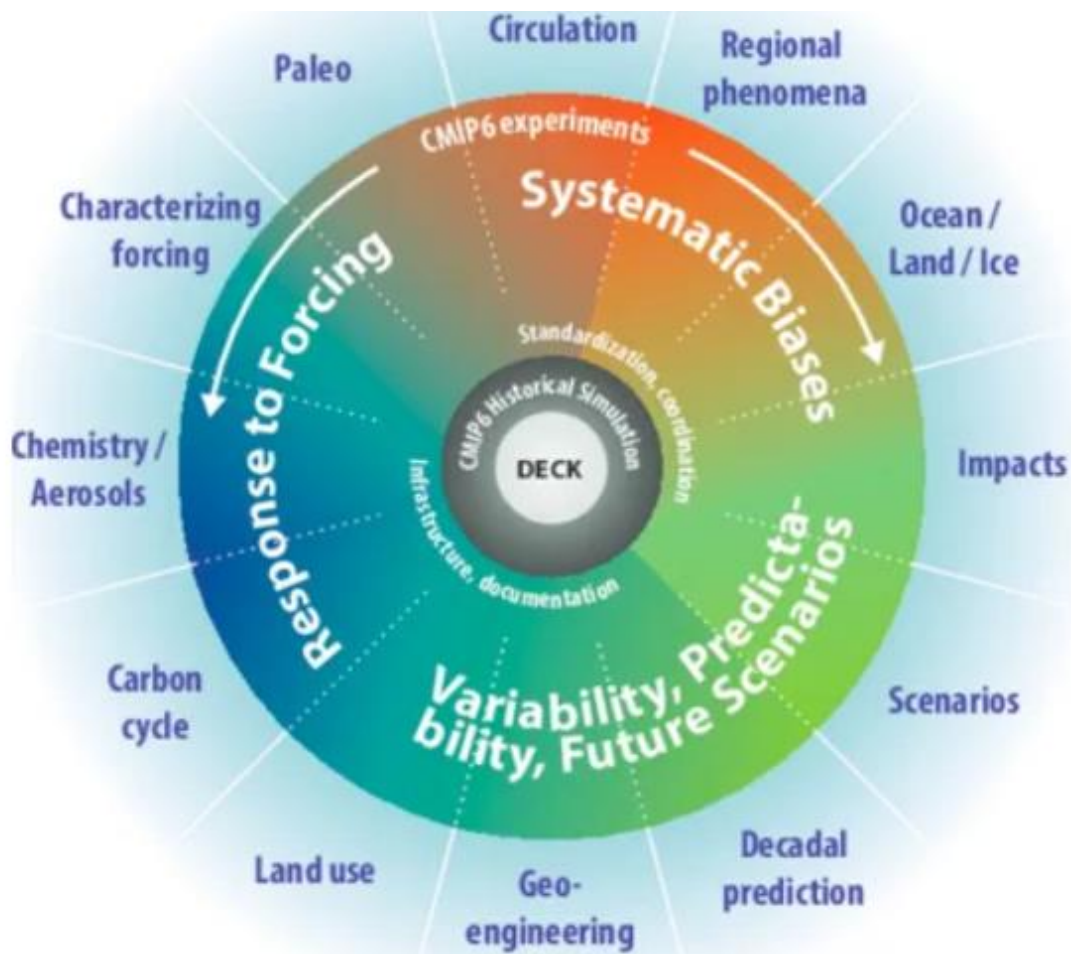 Circulation
Regional
phenomena
Paleo
CMIP6 experiments
Systematic Biases
Characterizing
forcing
Ocean /
Land / Ice
Response to Forcing
Standardization, coordination
CMIP6 Historical Simulation
DECK
Infrastructure, documentation
Chemistry /
Aerosols
Impacts
Variability, Predicta-
bility, Future Scenarios
Carbon
cycle
Scenarios
Land use
Geo-
engineering
Decadal
prediction